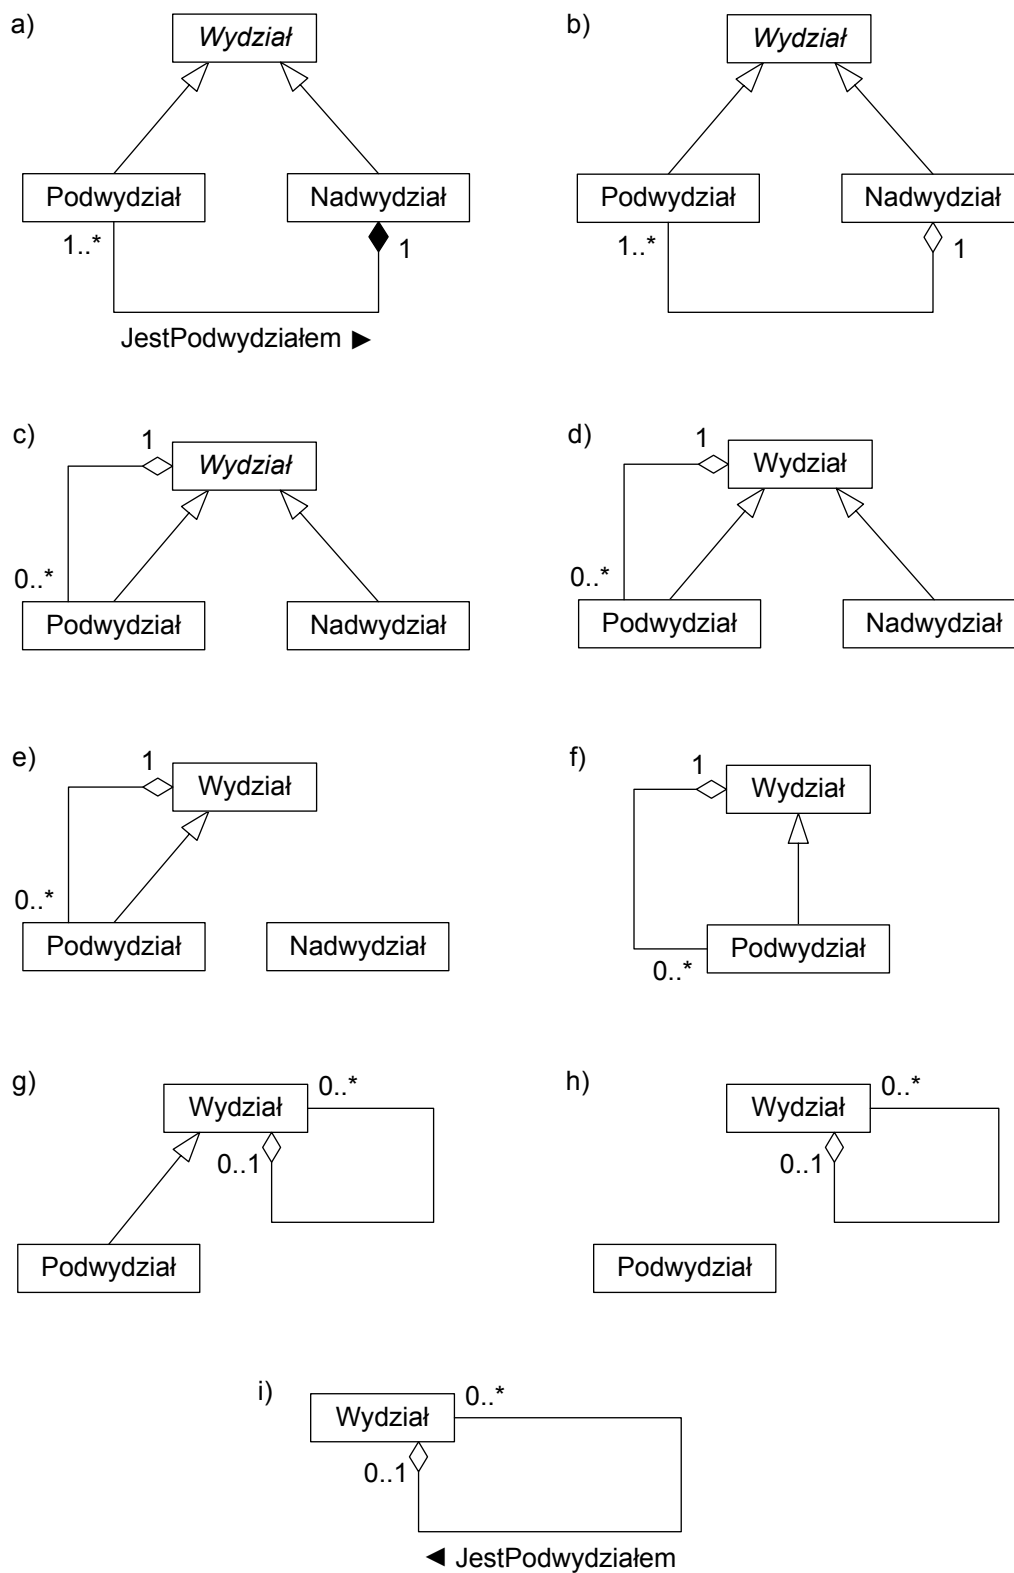 a)
Wydział
Podwydział
Nadwydział
1..*
1
JestPodwydziałem ►
b)
Wydział
Podwydział
Nadwydział
1..*
1
c)
1
Wydział
0..*
Podwydział
Nadwydział
d)
1
Wydział
0..*
Podwydział
Nadwydział
e)
1
Wydział
0..*
Podwydział
Nadwydział
f)
1
Wydział
Podwydział
0..*
g)
0..*
Wydział
0..1
Podwydział
h)
0..*
Wydział
0..1
Podwydział
i)
0..*
Wydział
0..1
◄ JestPodwydziałem